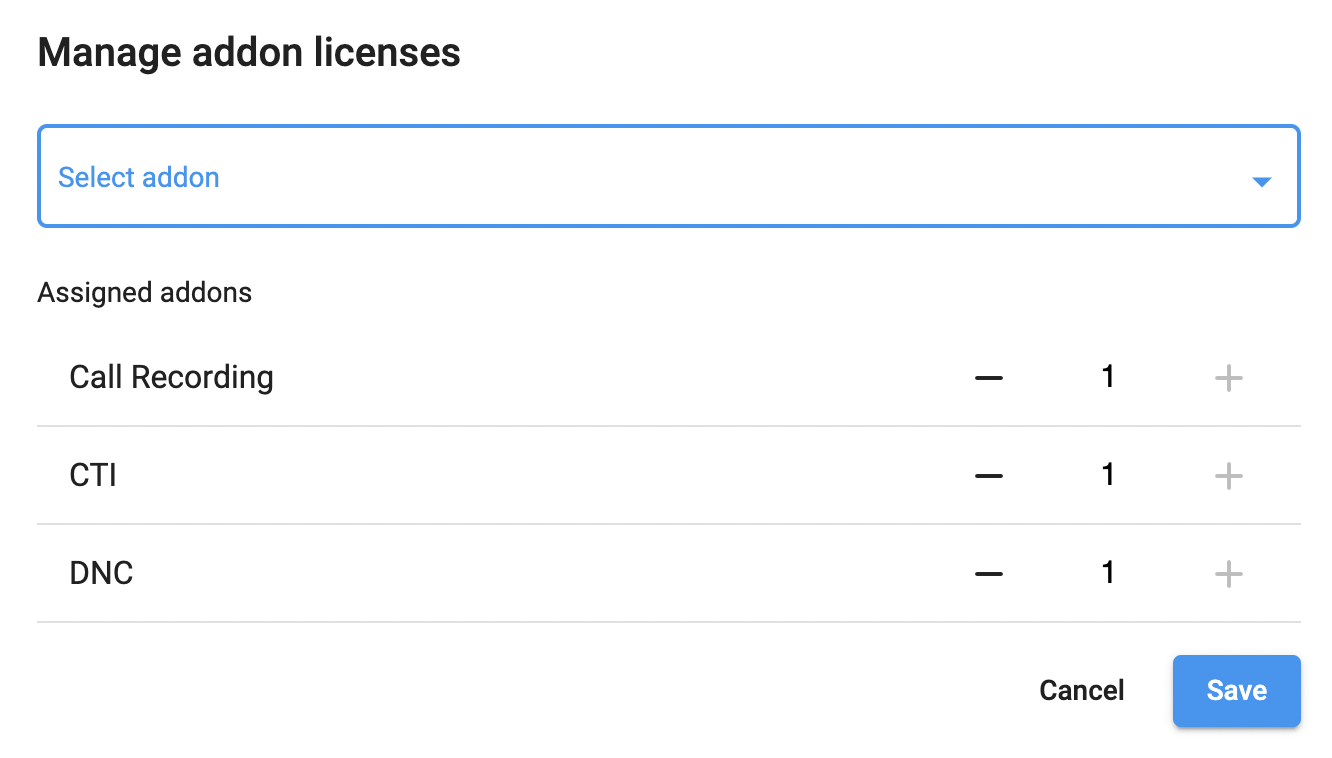 Manage addon licenses
Select addon
Assigned addons
Call Recording 1
CTI 1
DNC 1
Cancel Save